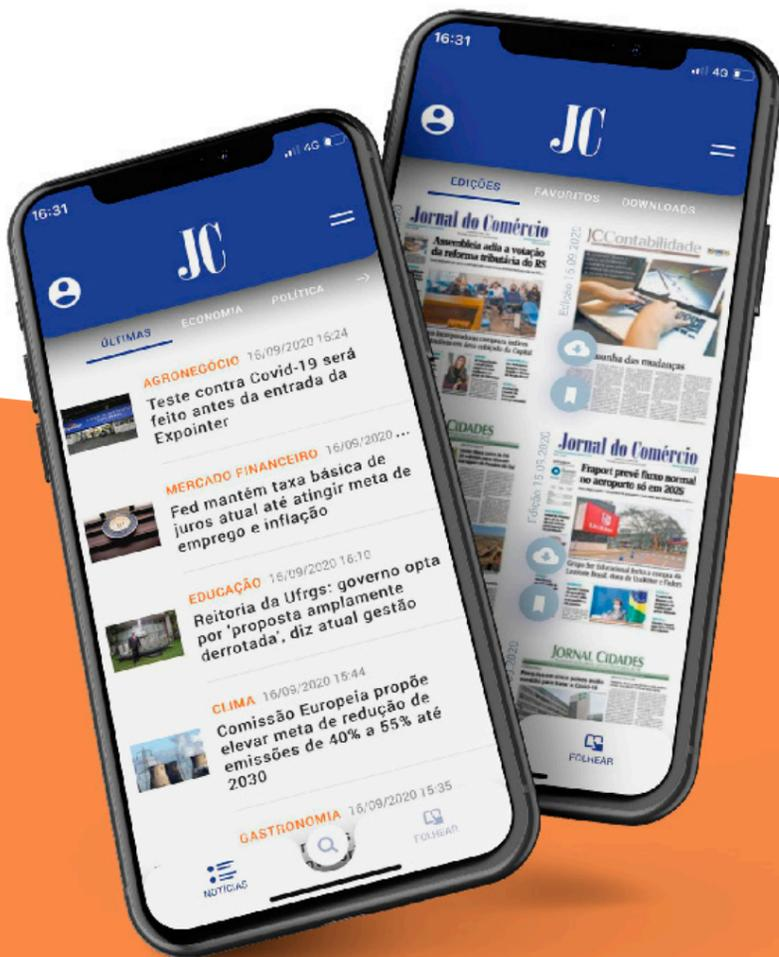 16:31
4G
JC
ÚLTIMAS
ECONOMIA
POLÍTICA
AGRONEGÓCIO 16/09/2020 16:24
Teste contra Covid-19 será
feito antes da entrada da
Expointer
MERCADO FINANCEIRO 16/09/2020 ...
Fed mantém taxa básica de
juros atual até atingir meta de
emprego e inflação
EDUCAÇÃO 16/09/2020 16:10
Reitoria da Ufrgs: governo opta
por 'proposta amplamente
derrotada', diz atual gestão
CLIMA 16/09/2020 15:44
Comissão Europeia propõe
elevar meta de redução de
emissões de 40% a 55% até
2030
GASTRONOMIA 16/09/2020 15:35
NOTÍCIAS
FOLHEAR
16:31
4G
JC
EDIÇÕES
FAVORITOS
DOWNLOADS
Jornal do Comércio
Assembleia adia a votação
da reforma tributária do RS
Edição 16.09.2020
JCContabilidade
das mudanças
CIDADES
Edição 15.09.2020
Jornal do Comércio
Fraport prevê fluxo normal
no aeroporto só em 2025
JORNAL CIDADES
FOLHEAR